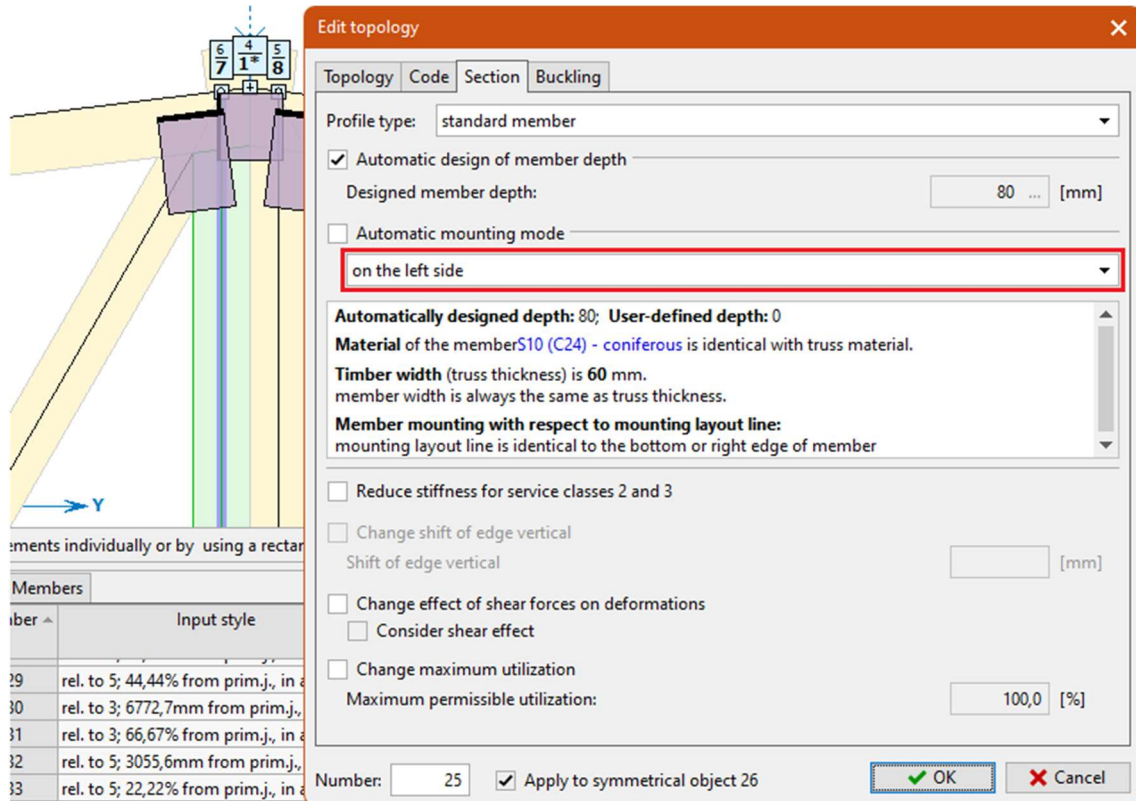 6
7
4
1*
5
8
Y
ements individually or by using a rectan
Members
ber
Input style
29 rel. to 5; 44,44% from prim.j., in a
30 rel. to 3; 6772,7mm from prim.j.,
31 rel. to 3; 66,67% from prim.j., in a
32 rel. to 5; 3055,6mm from prim.j.,
33 rel. to 5; 22,22% from prim.j., in a
Edit topology
Topology Code Section Buckling
Profile type: standard member
Automatic design of member depth
Designed member depth: 80 ... [mm]
Automatic mounting mode
on the left side
Automatically designed depth: 80; User-defined depth: 0
Material of the memberS10 (C24) - coniferous is identical with truss material.
Timber width (truss thickness) is 60 mm.
member width is always the same as truss thickness.
Member mounting with respect to mounting layout line:
mounting layout line is identical to the bottom or right edge of member
Reduce stiffness for service classes 2 and 3
Change shift of edge vertical
Shift of edge vertical [mm]
Change effect of shear forces on deformations
Consider shear effect
Change maximum utilization
Maximum permissible utilization: 100,0 [%]
Number: 25 Apply to symmetrical object 26
OK Cancel